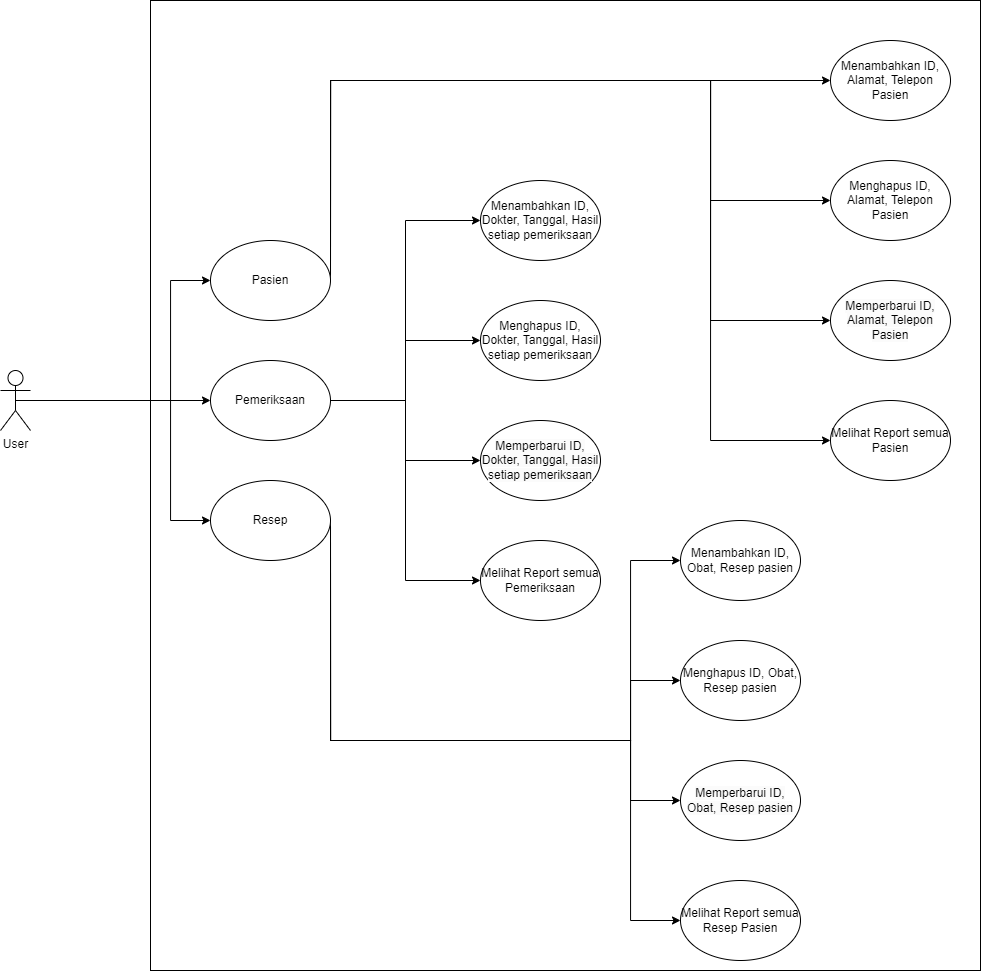 User
Pasien
Pemeriksaan
Resep
Menambahkan ID,
Dokter, Tanggal, Hasil
setiap pemeriksaan
Menghapus ID,
Dokter, Tanggal, Hasil
setiap pemeriksaan
Memperbarui ID,
Dokter, Tanggal, Hasil
setiap pemeriksaan
Melihat Report semua
Pemeriksaan
Menambahkan ID,
Alamat, Telepon
Pasien
Menghapus ID,
Alamat, Telepon
Pasien
Memperbarui ID,
Alamat, Telepon
Pasien
Melihat Report semua
Pasien
Menambahkan ID,
Obat, Resep pasien
Menghapus ID, Obat,
Resep pasien
Memperbarui ID,
Obat, Resep pasien
Melihat Report semua
Resep Pasien